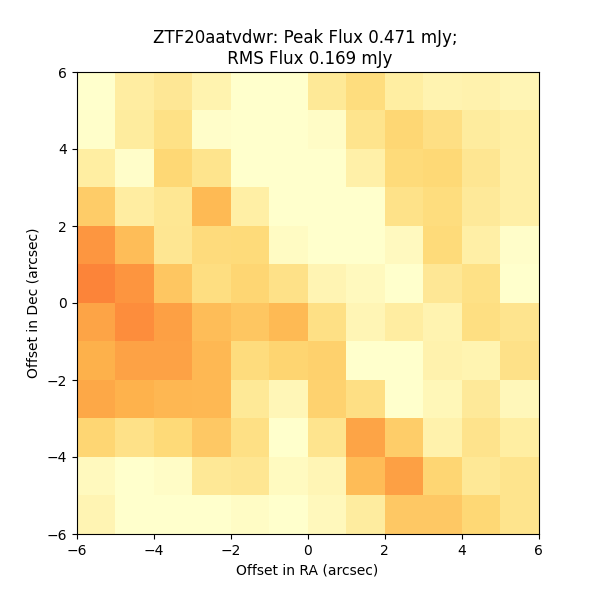 ZTF20aatvdwr: Peak Flux 0.471 mJy;
RMS Flux 0.169 mJy
6
4
2
0
−2
−4
−6
Offset in Dec (arcsec)
−6 −4 −2 0 2 4 6
Offset in RA (arcsec)